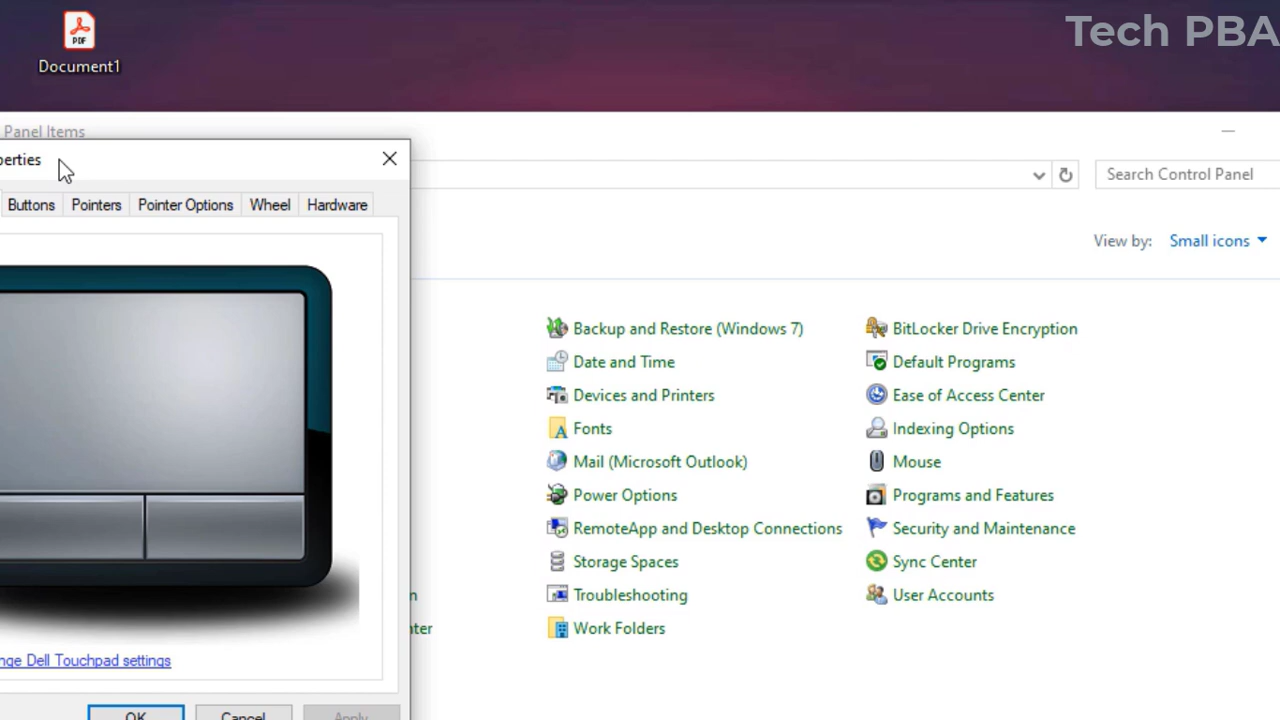 PDF
Document1
Tech PBA
Panel Items
perties
Buttons Pointers Pointer Options Wheel Hardware
Search Control Panel
View by: Small icons
Backup and Restore (Windows 7) BitLocker Drive Encryption
Date and Time Default Programs
Devices and Printers Ease of Access Center
Fonts Indexing Options
Mail (Microsoft Outlook) Mouse
Power Options Programs and Features
RemoteApp and Desktop Connections Security and Maintenance
Storage Spaces Sync Center
n Troubleshooting User Accounts
nter Work Folders
nge Dell Touchpad settings
OK Cancel Apply